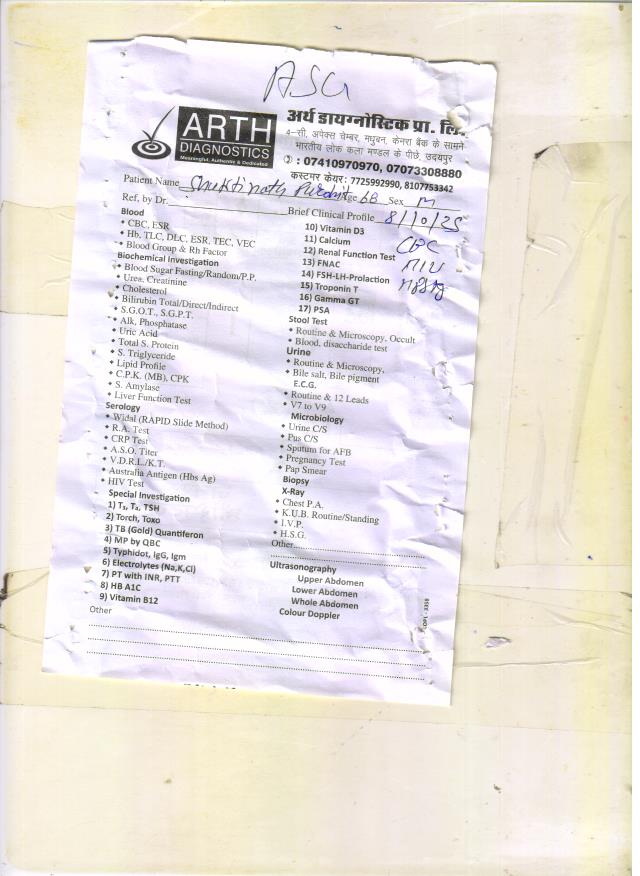 ASG
ARTH
DIAGNOSTICS
Meaningful, Authentic & Dedicated
अर्थ डायग्नोस्टिक प्रा. लि.
4-सी, अपेक्स चेम्बर, मधुबन, केनरा बैंक के सामने
भारतीय लोक कला मण्डल के पीछे, उदयपुर
: 07410970970, 07073308880
कस्टमर केयर: 7725992990, 8107753342
Patient Name Shaktinath Purohit Age 68 Sex M
Ref, by Dr. Brief Clinical Profile 8/10/25
CBC
HIV
HBSAg
Blood
CBC, ESR
Hb, TLC, DLC, ESR, TEC, VEC
Blood Group & Rh Factor
Biochemical Investigation
Blood Sugar Fasting/Random/P.P.
Urea, Creatinine
Cholesterol
Bilirubin Total/Direct/Indirect
S.G.O.T., S.G.P.T.
Alk, Phosphatase
Uric Acid
Total S. Protein
S. Triglyceride
Lipid Profile
C.P.K. (MB), CPK
S. Amylase
Liver Function Test
Serology
Widal (RAPID Slide Method)
R.A. Test
CRP Test
A.S.O. Titer
V.D.R.L./K.T.
Australia Antigen (Hbs Ag)
HIV Test
Special Investigation
1) T₃, T₄, TSH
2) Torch, Toxo
3) TB (Gold) Quantiferon
4) MP by QBC
5) Typhidot, IgG, Igm
6) Electrolytes (Na,K,Cl)
7) PT with INR, PTT
8) HB A1C
9) Vitamin B12
Other
10) Vitamin D3
11) Calcium
12) Renal Function Test
13) FNAC
14) FSH-LH-Prolaction
15) Troponin T
16) Gamma GT
17) PSA
Stool Test
Routine & Microscopy, Occult
Blood, disaccharide test
Urine
Routine & Microscopy,
Bile salt, Bile pigment
E.C.G.
Routine & 12 Leads
V7 to V9
Microbiology
Urine C/S
Pus C/S
Sputum for AFB
Pregnancy Test
Pap Smear
Biopsy
X-Ray
Chest P.A.
K.U.B. Routine/Standing
I.V.P.
H.S.G.
Other
Ultrasonography
Upper Abdomen
Lower Abdomen
Whole Abdomen
Colour Doppler